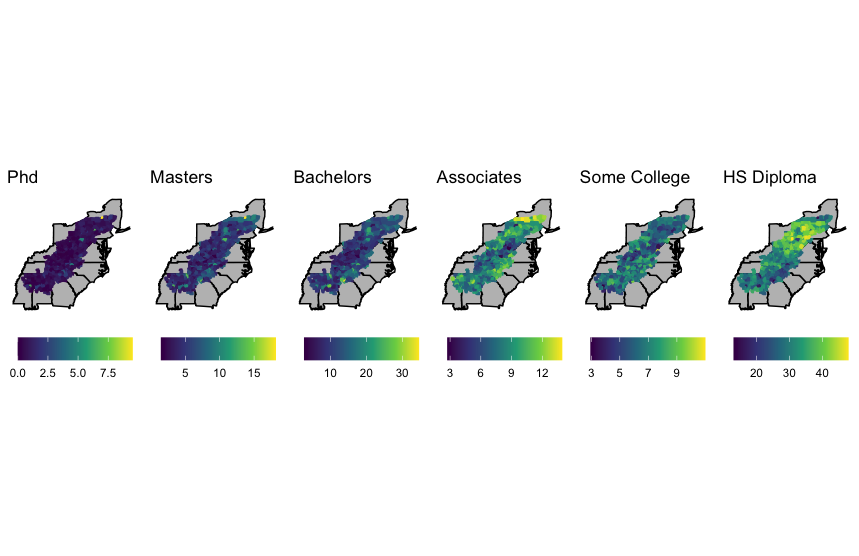 Phd Masters Bachelors Associates Some College HS Diploma
0.0 2.5 5.0 7.5 5 10 15 10 20 30 3 6 9 12 3 5 7 9 20 30 40